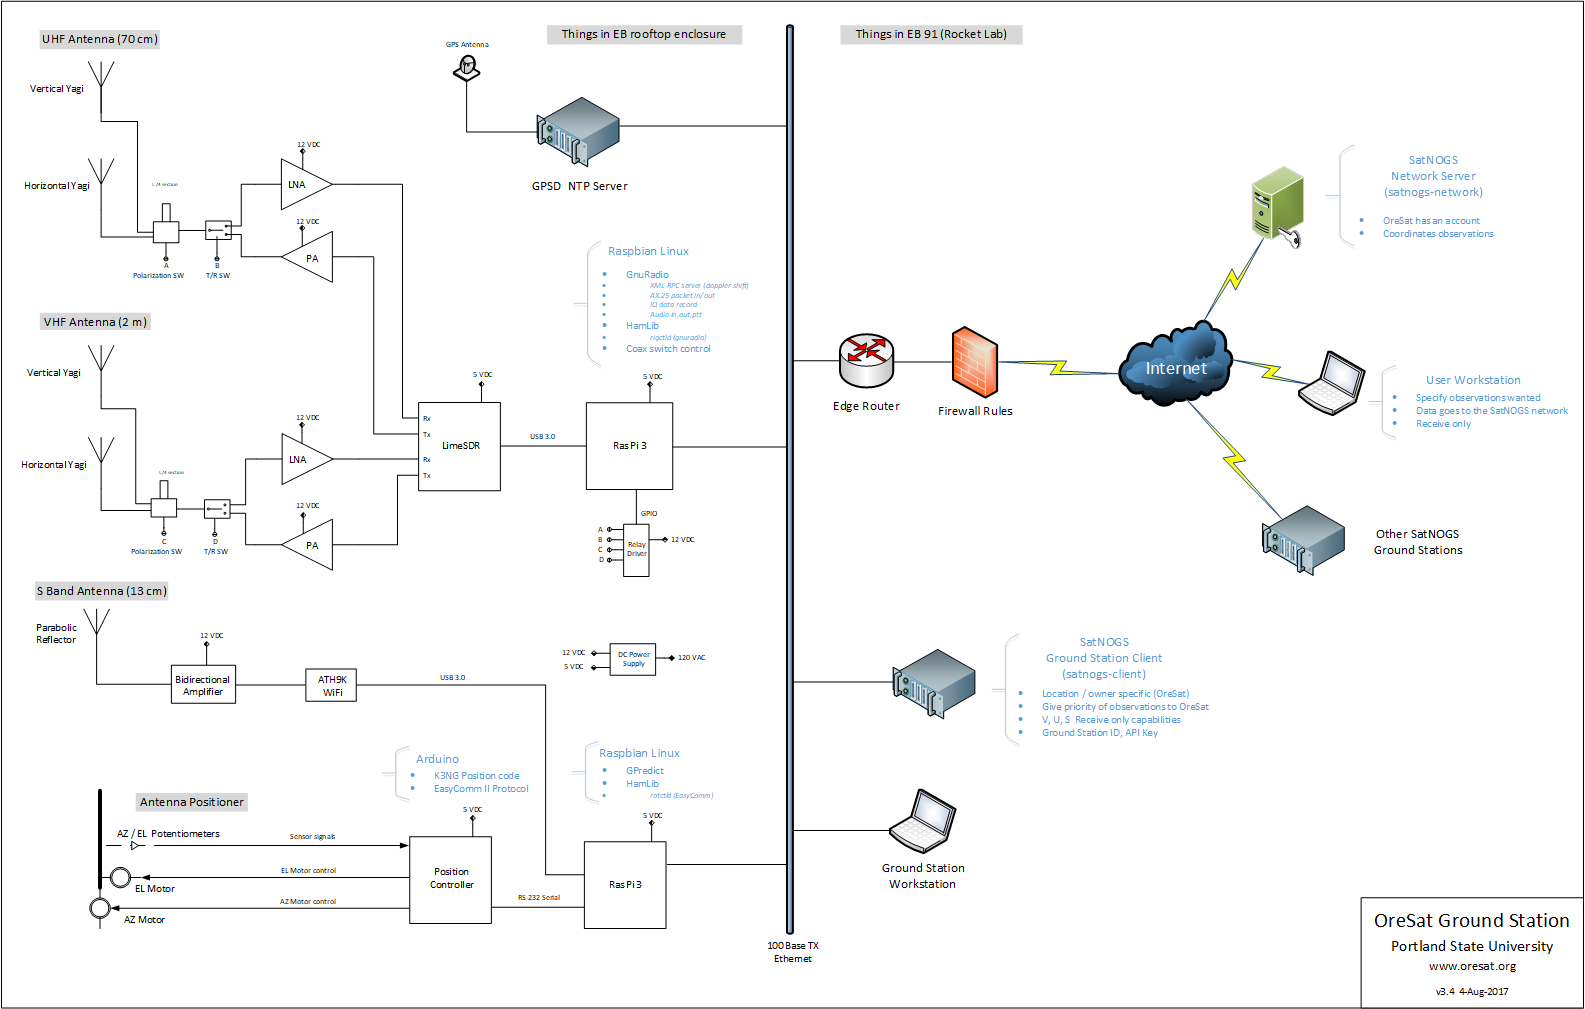 UHF Antenna (70 cm)
Vertical Yagi
Horizontal Yagi
L /4 section
A
Polarization SW
B
T/R SW
12 VDC
LNA
12 VDC
PA
VHF Antenna (2 m)
Vertical Yagi
Horizontal Yagi
L /4 section
C
Polarization SW
D
T/R SW
12 VDC
LNA
12 VDC
PA
S Band Antenna (13 cm)
Parabolic
Reflector
12 VDC
Bidirectional
Amplifier
ATH9K
WiFi
USB 3.0
Antenna Positioner
AZ / EL Potentiometers
Sensor signals
EL Motor
EL Motor control
AZ Motor
AZ Motor control
Arduino
K3NG Position code
EasyComm II Protocol
5 VDC
Position
Controller
RS-232 Serial
Raspbian Linux
GPredict
HamLib
rotctld (EasyComm)
5 VDC
RasPi 3
GPS Antenna
Things in EB rooftop enclosure
GPSD NTP Server
Raspbian Linux
GnuRadio
XML RPC server (doppler shift)
AX.25 packet in/out
IQ data record
Audio in,out,ptt
HamLib
rigctld (gnuradio)
Coax switch control
5 VDC
Rx
Tx
LimeSDR
Rx
Tx
USB 3.0
5 VDC
RasPi 3
GPIO
A
B
C
D
Relay
Driver
12 VDC
12 VDC
5 VDC
DC Power
Supply
120 VAC
100 Base TX
Ethernet
Things in EB 91 (Rocket Lab)
Edge Router
Firewall Rules
Internet
SatNOGS
Network Server
(satnogs-network)
OreSat has an account
Coordinates observations
User Workstation
Specify observations wanted
Data goes to the SatNOGS network
Receive only
Other SatNOGS
Ground Stations
SatNOGS
Ground Station Client
(satnogs-client)
Location / owner specific (OreSat)
Give priority of observations to OreSat
V, U, S Receive only capabilities
Ground Station ID, API Key
Ground Station
Workstation
OreSat Ground Station
Portland State University
www.oresat.org
v3.4 4-Aug-2017